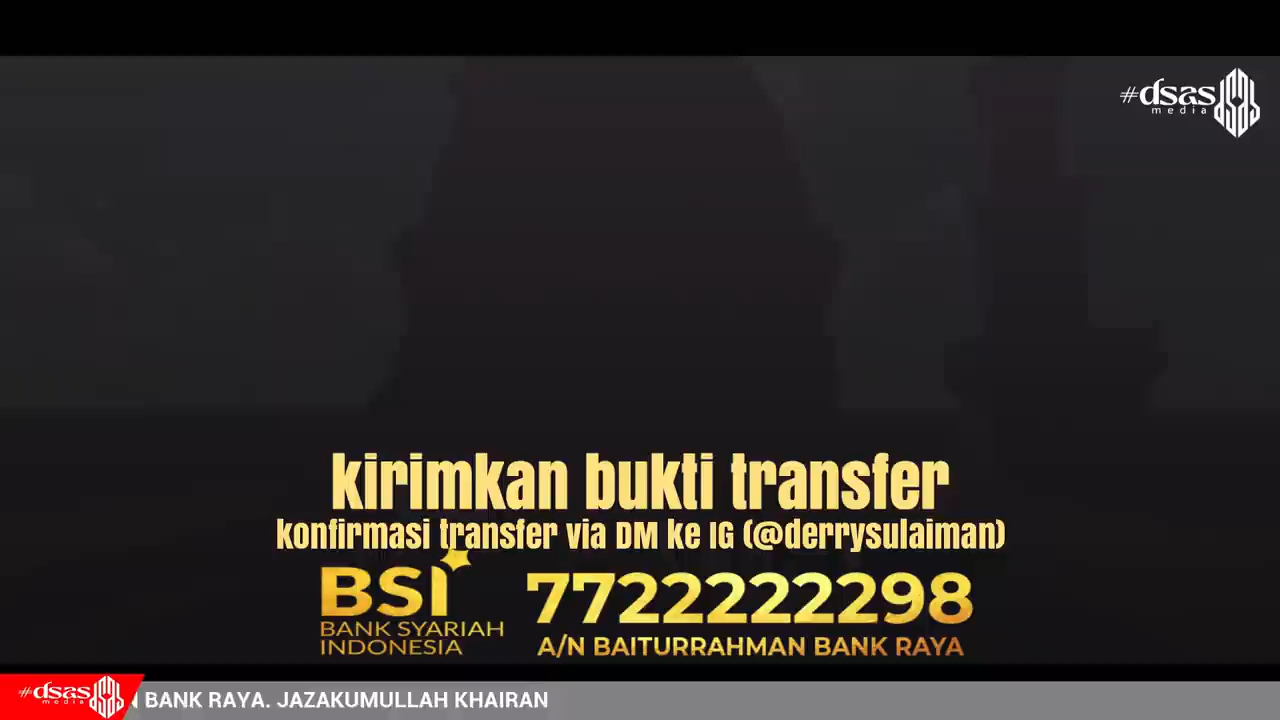 #dsas
media
kirimkan bukti transfer
konfirmasi transfer via DM ke IG (@derrysulaiman)
BSI
BANK SYARIAH
INDONESIA
7722222298
A/N BAITURRAHMAN BANK RAYA
#dsas
media
N BANK RAYA. JAZAKUMULLAH KHAIRAN